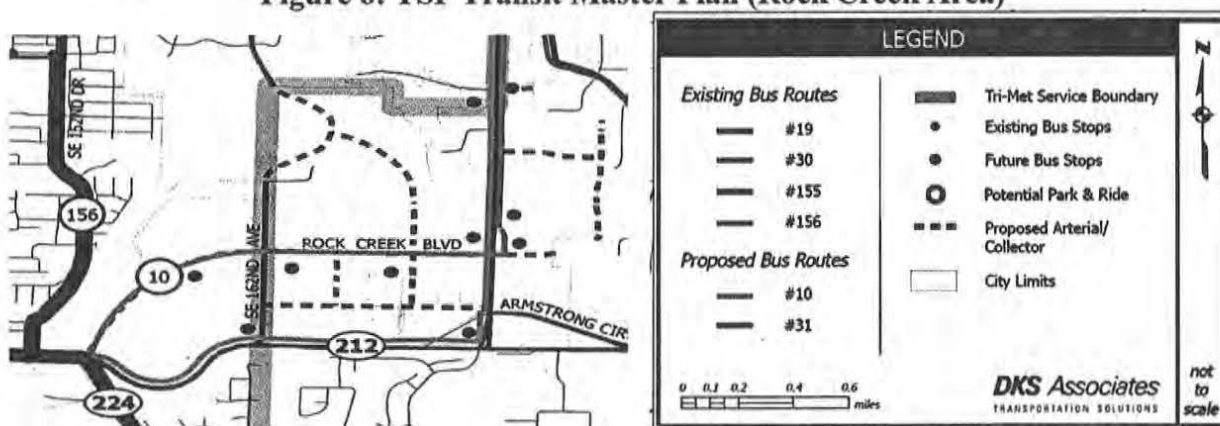 Figure 8: TSP Transit Master Plan (Rock Creek Area)
SE 152ND DR
156
10
SE 162ND AVE
ROCK CREEK BLVD
ARMSTRONG CIR
212
224
LEGEND
Existing Bus Routes
#19
#30
#155
#156
Proposed Bus Routes
#10
#31
Tri-Met Service Boundary
Existing Bus Stops
Future Bus Stops
Potential Park & Ride
Proposed Arterial/
Collector
City Limits
0 0.1 0.2 0.4 0.6
miles
DKS Associates
TRANSPORTATION SOLUTIONS
N
not
to
scale